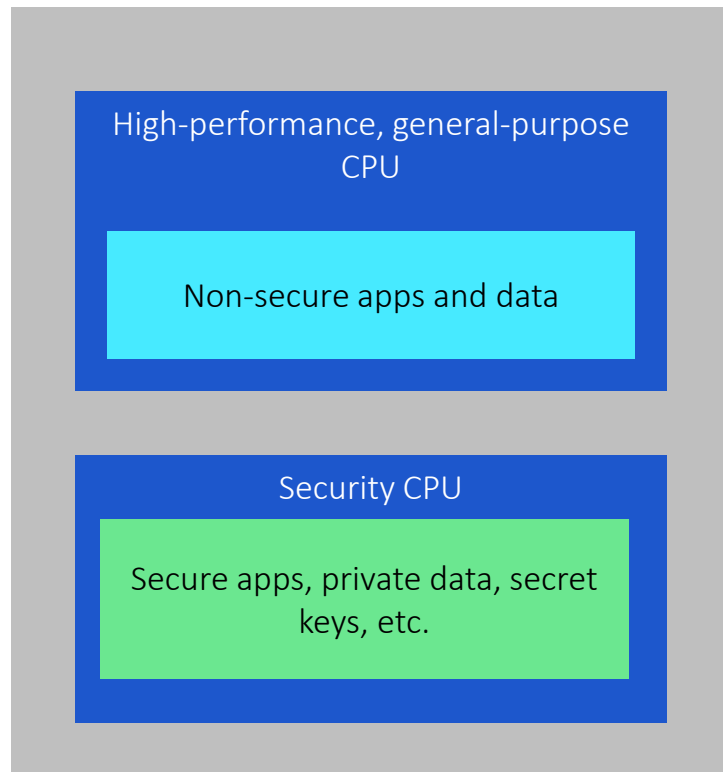 High-performance, general-purpose
CPU
Non-secure apps and data
Security CPU
Secure apps, private data, secret
keys, etc.